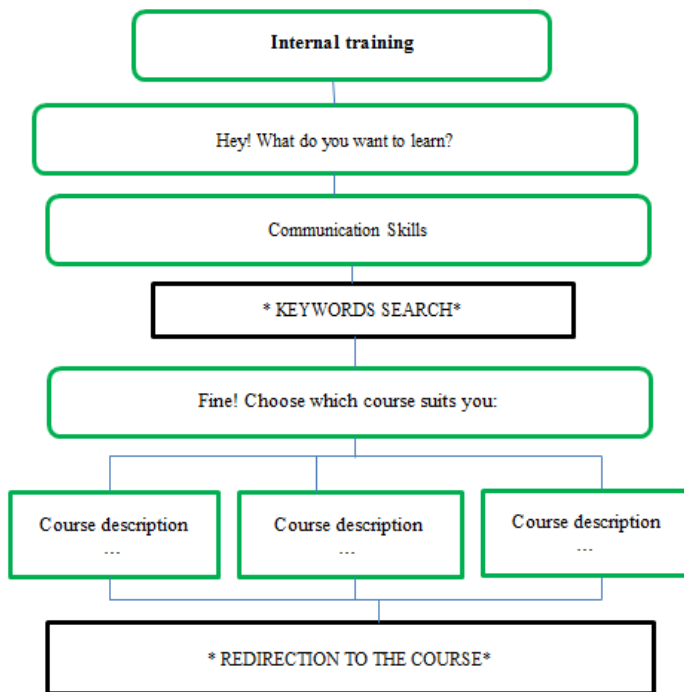 Internal training
Hey! What do you want to learn?
Communication Skills
* KEYWORDS SEARCH*
Fine! Choose which course suits you:
Course description
...
Course description
...
Course description
...
* REDIRECTION TO THE COURSE*